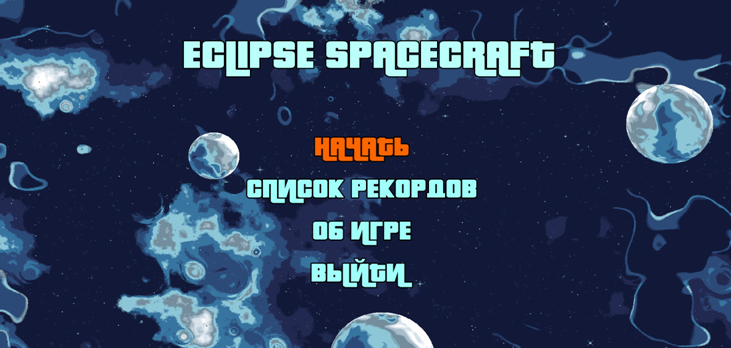 ECLIPSE SPACECRAFT
НАЧАТЬ
СПИСОК РЕКОРДОВ
ОБ ИГРЕ
ВЫЙТИ